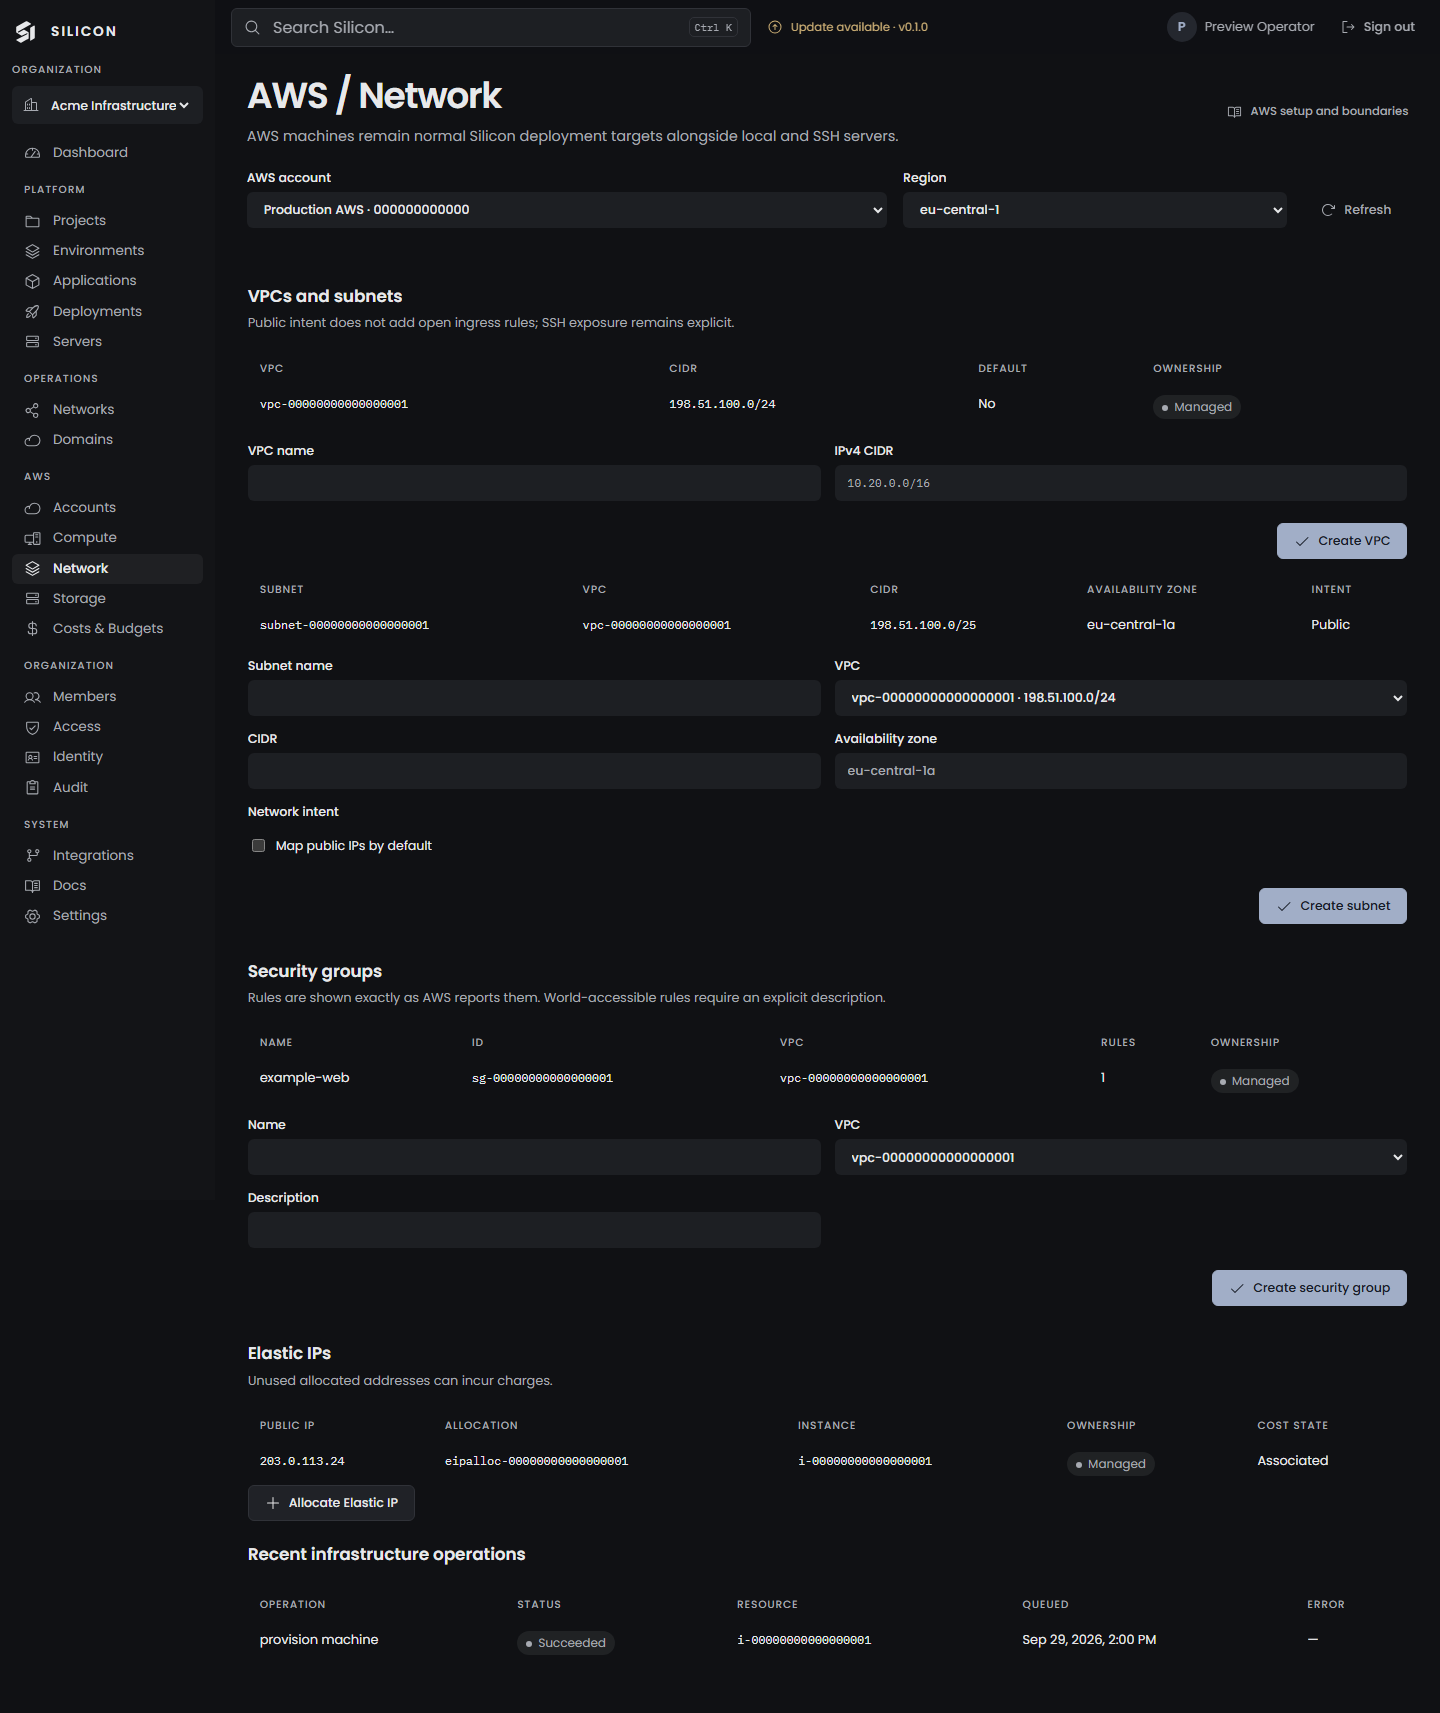 SILICON
ORGANIZATION
Acme Infrastructure
Dashboard
PLATFORM
Projects
Environments
Applications
Deployments
Servers
OPERATIONS
Networks
Domains
AWS
Accounts
Compute
Network
Storage
Costs & Budgets
ORGANIZATION
Members
Access
Identity
Audit
SYSTEM
Integrations
Docs
Settings
Search Silicon... Ctrl K
Update available · v0.1.0
P Preview Operator
Sign out
AWS / Network
AWS machines remain normal Silicon deployment targets alongside local and SSH servers.
AWS setup and boundaries
AWS account Region
Production AWS · 000000000000 eu-central-1 Refresh
VPCs and subnets
Public intent does not add open ingress rules; SSH exposure remains explicit.
VPC CIDR DEFAULT OWNERSHIP
vpc-00000000000000001 198.51.100.0/24 No Managed
VPC name IPv4 CIDR
10.20.0.0/16
Create VPC
SUBNET VPC CIDR AVAILABILITY ZONE INTENT
subnet-00000000000000001 vpc-00000000000000001 198.51.100.0/25 eu-central-1a Public
Subnet name VPC
vpc-00000000000000001 · 198.51.100.0/24
CIDR Availability zone
eu-central-1a
Network intent
Map public IPs by default
Create subnet
Security groups
Rules are shown exactly as AWS reports them. World-accessible rules require an explicit description.
NAME ID VPC RULES OWNERSHIP
example-web sg-00000000000000001 vpc-00000000000000001 1 Managed
Name VPC
vpc-00000000000000001
Description
Create security group
Elastic IPs
Unused allocated addresses can incur charges.
PUBLIC IP ALLOCATION INSTANCE OWNERSHIP COST STATE
203.0.113.24 eipalloc-00000000000000001 i-00000000000000001 Managed Associated
Allocate Elastic IP
Recent infrastructure operations
OPERATION STATUS RESOURCE QUEUED ERROR
provision machine Succeeded i-00000000000000001 Sep 29, 2026, 2:00 PM —